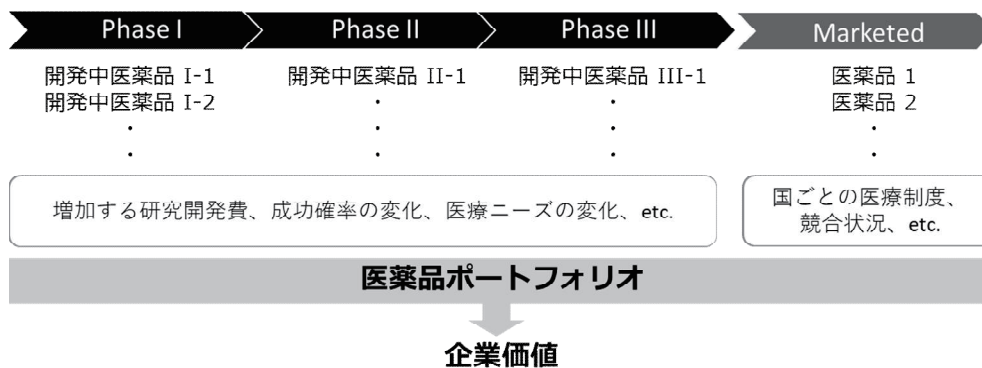 Phase I
Phase II
Phase III
Marketed
開発中医薬品 I-1
開発中医薬品 I-2
・
・
開発中医薬品 II-1
・
・
・
開発中医薬品 III-1
・
・
・
医薬品 1
医薬品 2
・
・
増加する研究開発費、成功確率の変化、医療ニーズの変化、etc.
国ごとの医療制度、
競合状況、etc.
医薬品ポートフォリオ
企業価値